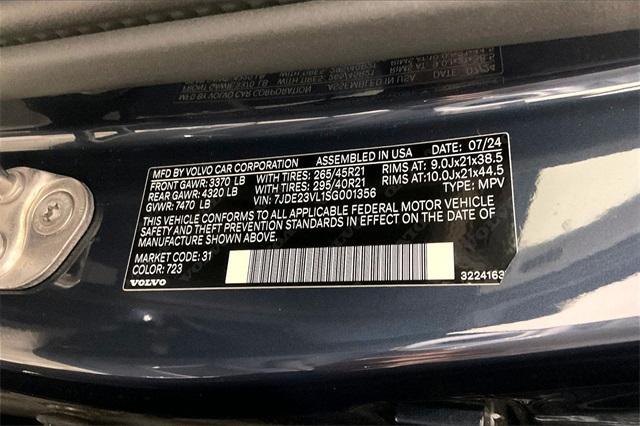 MFD BY VOLVO CAR CORPORATION ASSEMBLED IN USA 07/24
FRONT GAWR: 3370 LB WITH TIRES: 265/45R21 RIMS AT: 9.0Jx21x38.5
REAR GAWR: 4320 LB WITH TIRES: 295/40R21 RIMS AT:10.0Jx21x44.5
GVWR: 7470 LB VIN: 7JDE23VL1SG001356 TYPE: MPV
THIS VEHICLE CONFORMS TO ALL APPLICABLE FEDERAL MOTOR VEHICLE
SAFETY AND THEFT PREVENTION STANDARDS IN EFFECT ON THE DATE OF
MANUFACTURE SHOWN ABOVE.
MARKET CODE: 31
COLOR: 723
VOLVO 3224163